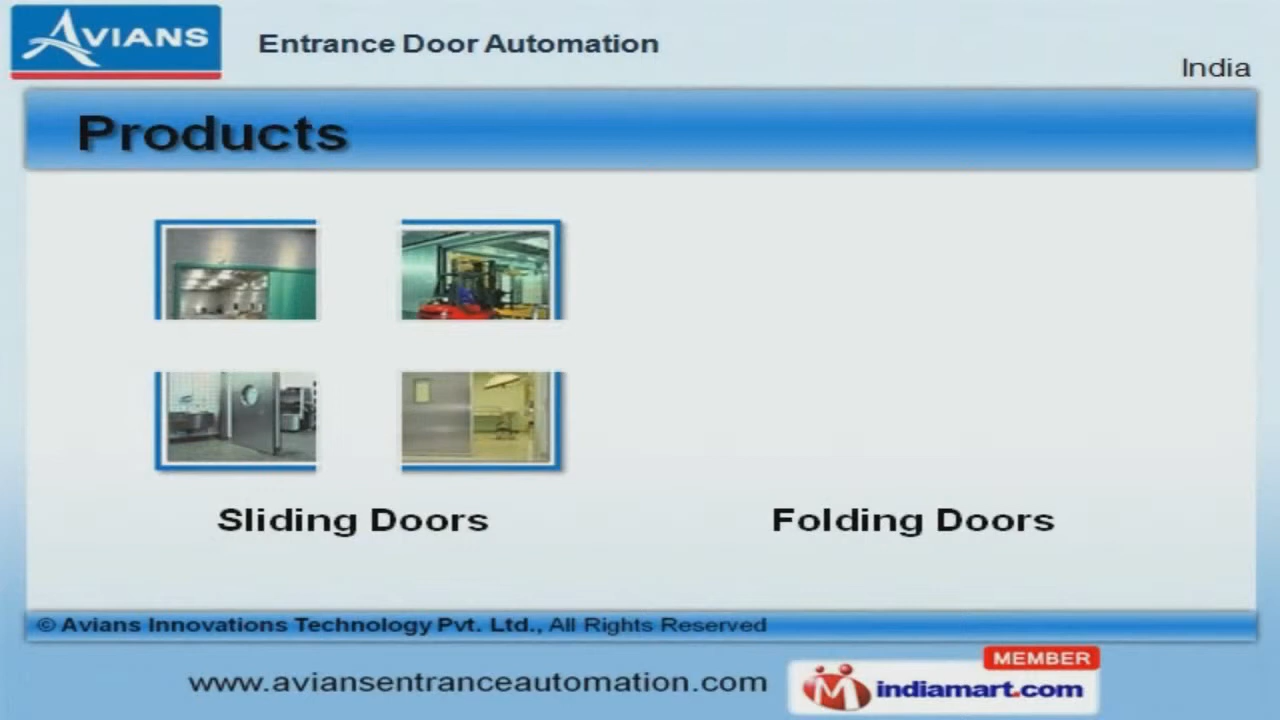 AVIANS
Entrance Door Automation
India
Products
Sliding Doors
Folding Doors
© Avians Innovations Technology Pvt. Ltd., All Rights Reserved
www.aviansentranceautomation.com
MEMBER
indiamart.com